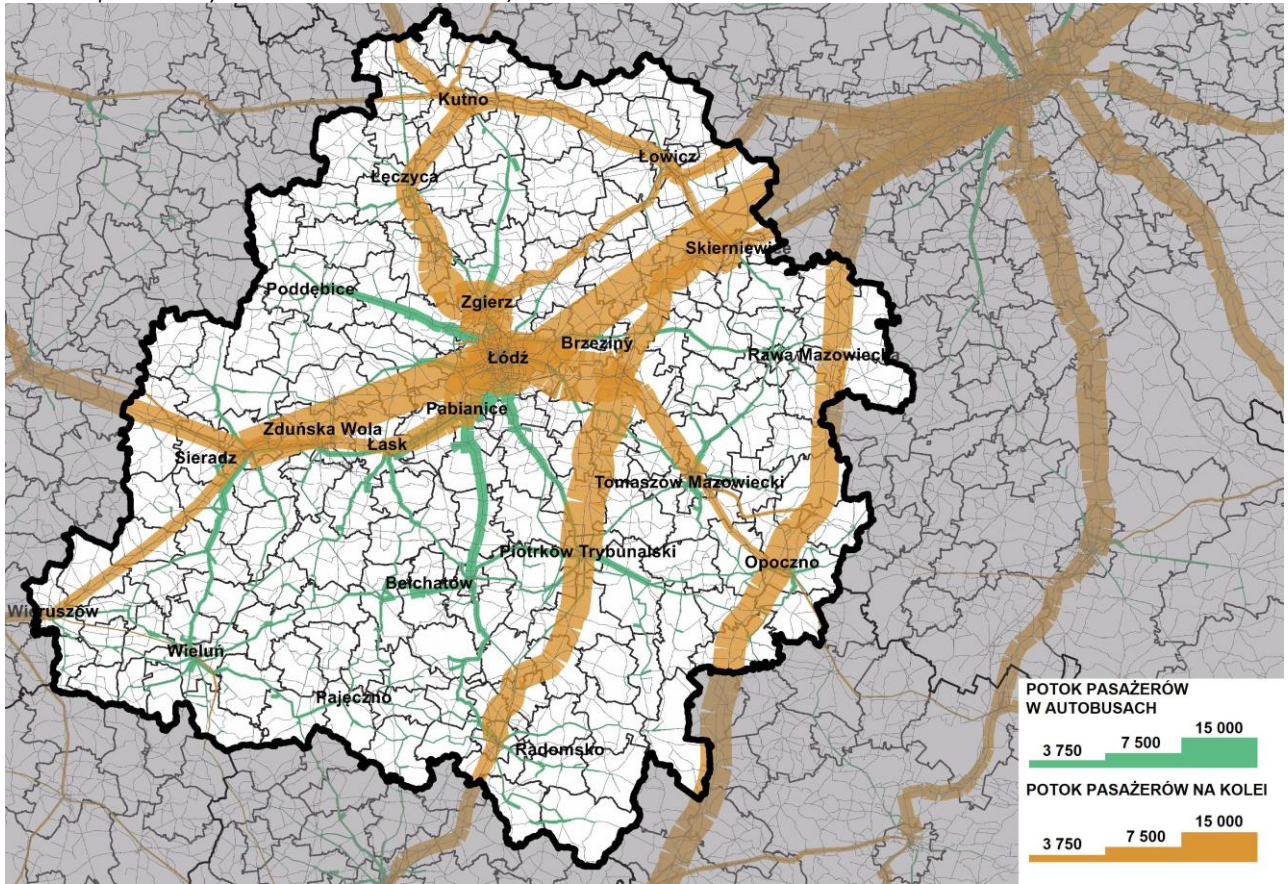 Kutno
Łowicz
Łęczyca
Skierniewice
Poddębice
Zgierz
Brzeziny
Łódź
Rawa Mazowiecka
Pabianice
Zduńska Wola
Łask
Sieradz
Tomaszów Mazowiecki
Piotrków Trybunalski
Opoczno
Bełchatów
Wieruszów
Wieluń
Pajęczno
Radomsko
POTOK PASAŻERÓW
W AUTOBUSACH
3 750 7 500 15 000
POTOK PASAŻERÓW NA KOLEI
3 750 7 500 15 000